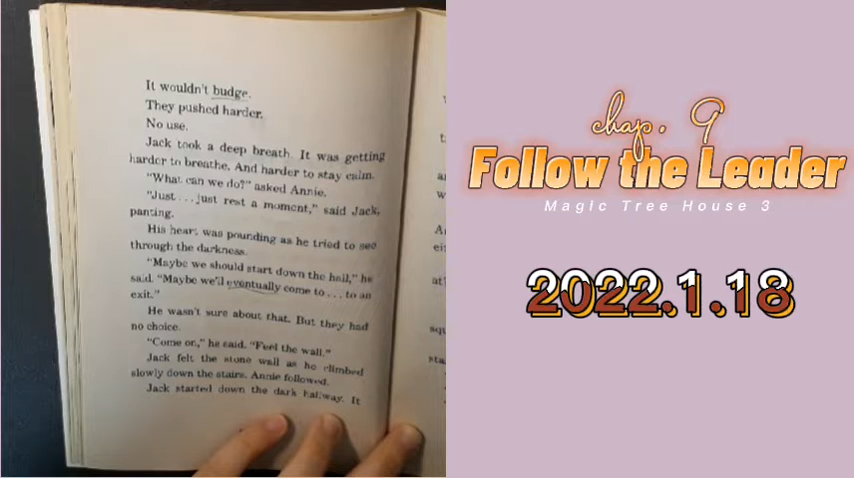 It wouldn't budge.
They pushed harder.
No use.
Jack took a deep breath. It was getting
harder to breathe. And harder to stay calm.
"What can we do?" asked Annie.
"Just . . . just rest a moment," said Jack,
panting.
His heart was pounding as he tried to see
through the darkness.
"Maybe we should start down the hall," he
said. "Maybe we'll eventually come to . . . to an
exit."
He wasn't sure about that. But they had
no choice.
"Come on," he said. "Feel the wall."
Jack felt the stone wall as he climbed
slowly down the stairs. Annie followed.
Jack started down the dark hallway. It
chap. 9
Follow the Leader
Magic Tree House 3
2022.1.18